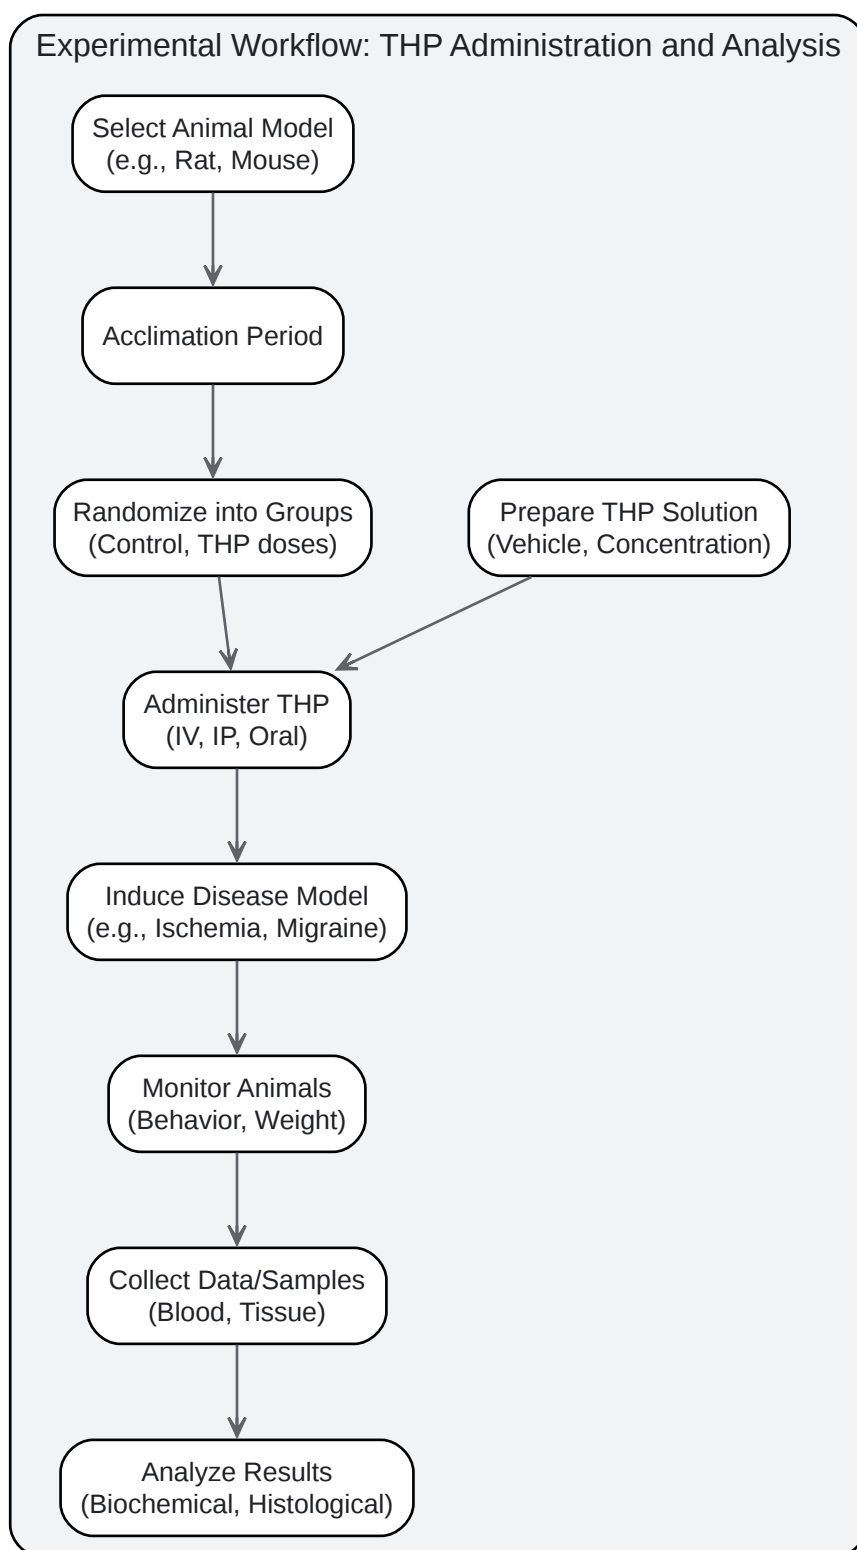 Experimental Workflow: THP Administration and Analysis
Select Animal Model
(e.g., Rat, Mouse)
Acclimation Period
Randomize into Groups
(Control, THP doses)
Prepare THP Solution
(Vehicle, Concentration)
Administer THP
(IV, IP, Oral)
Induce Disease Model
(e.g., Ischemia, Migraine)
Monitor Animals
(Behavior, Weight)
Collect Data/Samples
(Blood, Tissue)
Analyze Results
(Biochemical, Histological)